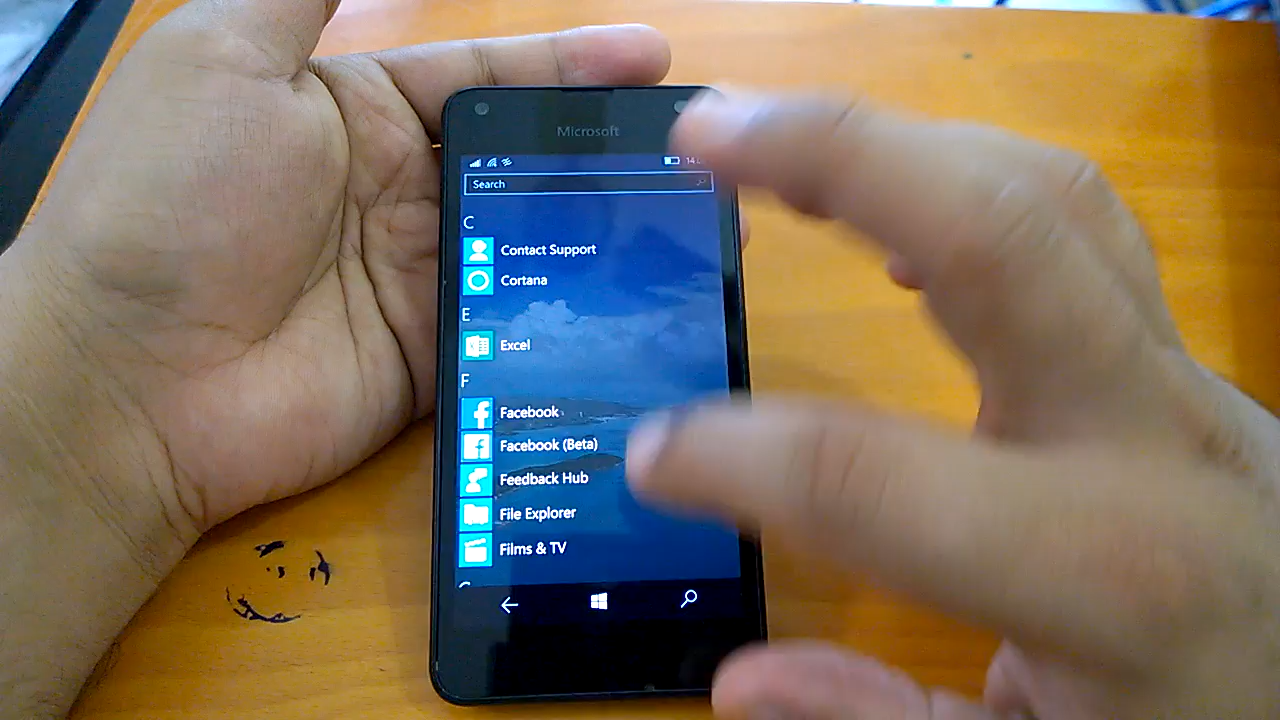 Microsoft
Search
C
Contact Support
Cortana
E
Excel
F
Facebook
Facebook (Beta)
Feedback Hub
File Explorer
Films & TV